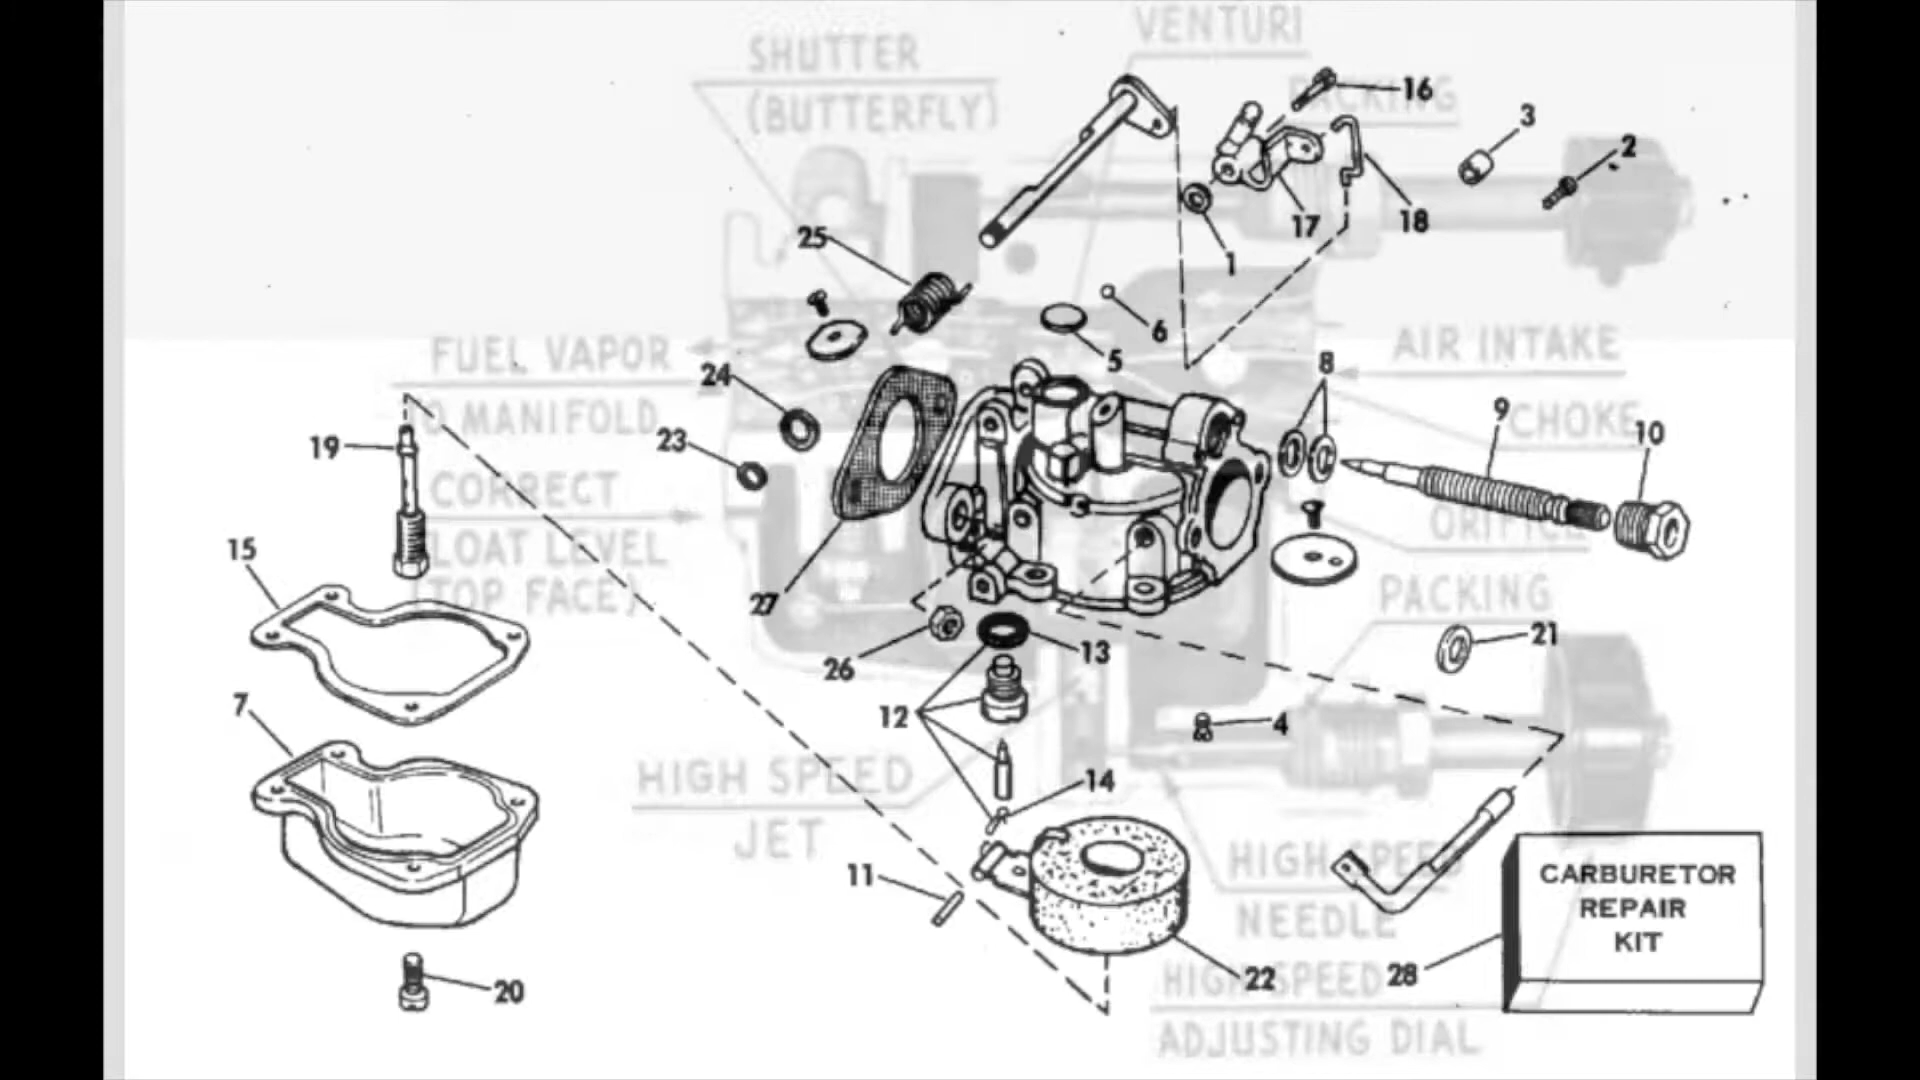 VENTURI
SHUTTER
(BUTTERFLY)
PACKING
16
3
2
25
17
18
1
6
5
FUEL VAPOR
AIR INTAKE
24
8
O MANIFOLD
CHOKE
9
10
19
23
CORRECT
ORIFICE
15
LOAT LEVEL
(TOP FACE)
27
PACKING
26
13
21
7
12
4
HIGH SPEED
14
JET
11
HIGH SPEED
NEEDLE
CARBURETOR
REPAIR
KIT
20
22
HIGH SPEED
28
ADJUSTING DIAL